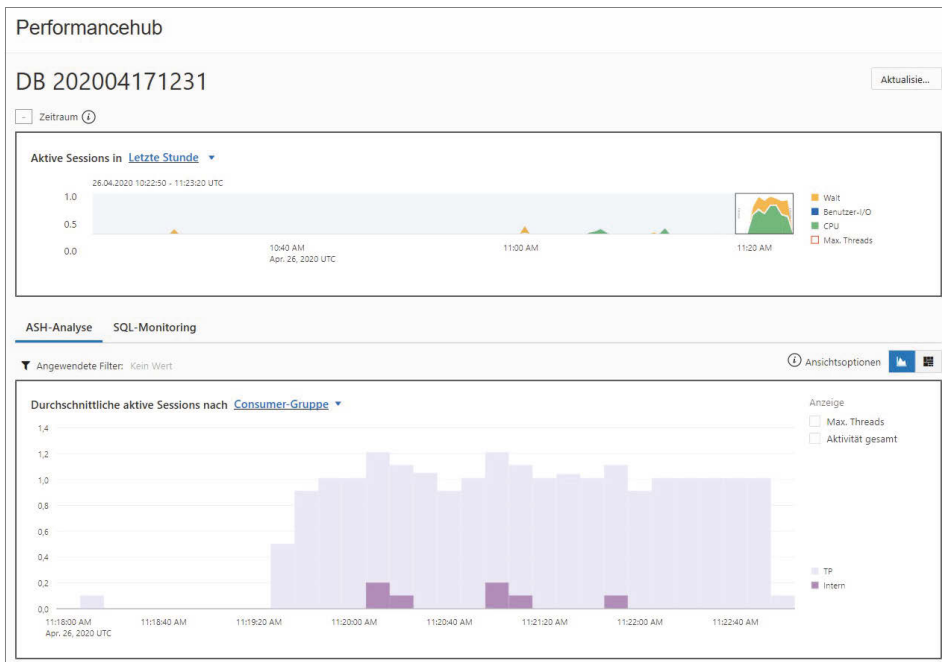 Performancehub
DB 202004171231
Aktualisie...
- Zeitraum i
Aktive Sessions in Letzte Stunde
26.04.2020 10:22:50 - 11:23:20 UTC
1.0
0.5
0.0
10:40 AM
Apr. 26, 2020 UTC
11:00 AM
11:20 AM
Wait
Benutzer-I/O
CPU
Max. Threads
ASH-Analyse SQL-Monitoring
Angewendete Filter: Kein Wert
i Ansichtsoptionen
Durchschnittliche aktive Sessions nach Consumer-Gruppe
Anzeige
Max. Threads
Aktivität gesamt
1,4
1,2
1,0
0,8
0,6
0,4
0,2
0,0
TP
Intern
11:18:00 AM 11:18:40 AM 11:19:20 AM 11:20:00 AM 11:20:40 AM 11:21:20 AM 11:22:00 AM 11:22:40 AM
Apr. 26, 2020 UTC